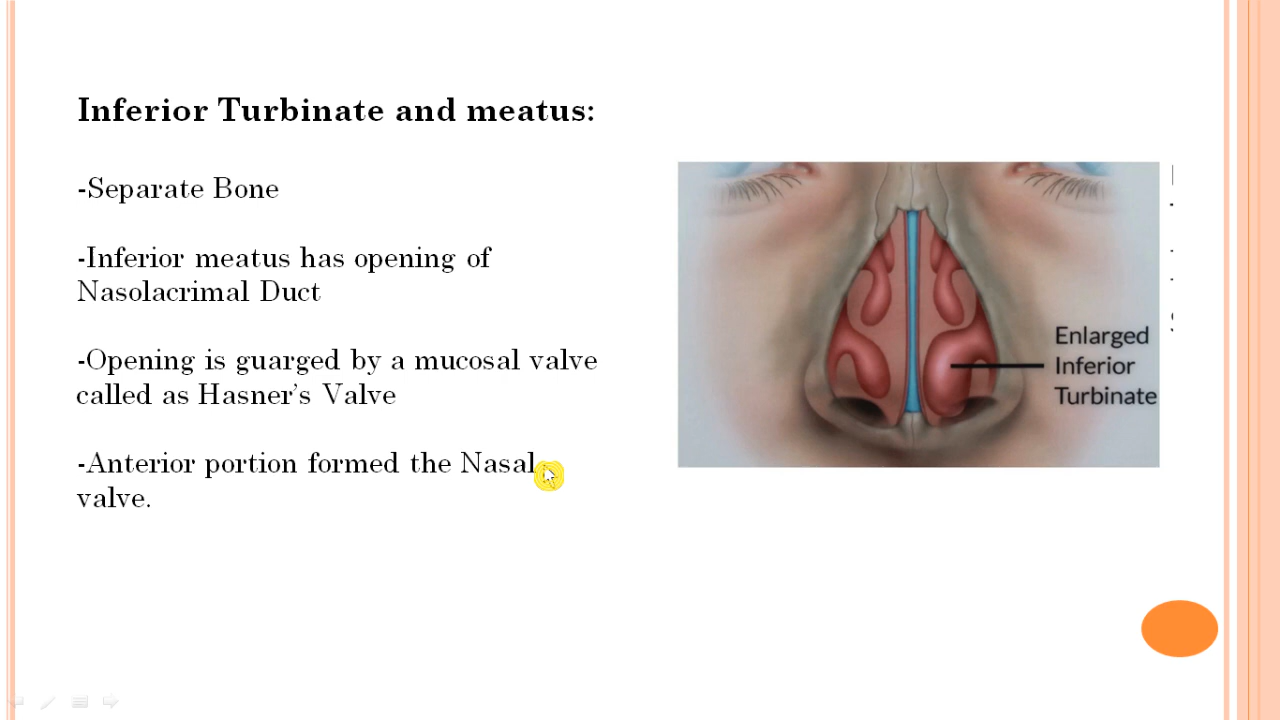 Inferior Turbinate and meatus:
-Separate Bone
-Inferior meatus has opening of
Nasolacrimal Duct
-Opening is guarged by a mucosal valve
called as Hasner's Valve
-Anterior portion formed the Nasal
valve.
Enlarged
Inferior
Turbinate